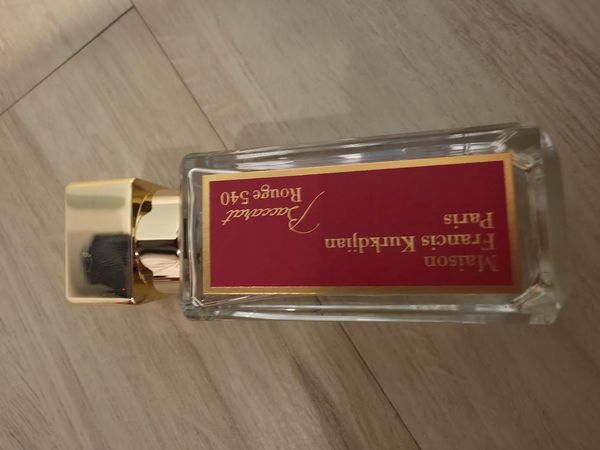 Maison
Francis Kurkdjian
Paris
Baccarat
Rouge 540